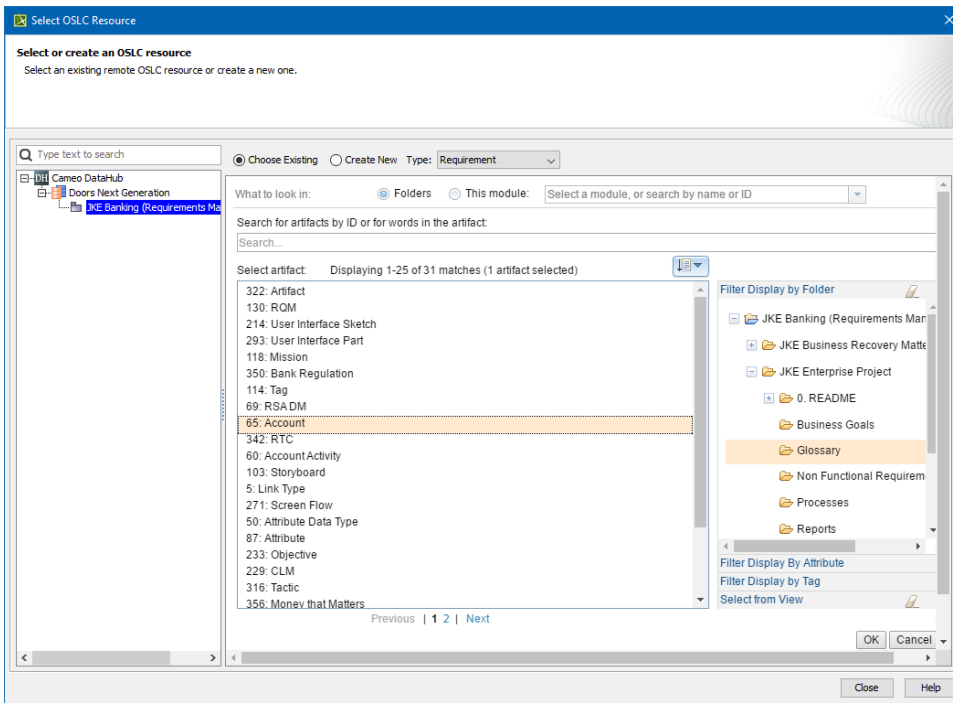 Select OSLC Resource
Select or create an OSLC resource
Select an existing remote OSLC resource or create a new one.
Type text to search
Choose Existing Create New Type: Requirement
Cameo DataHub
Doors Next Generation
JKE Banking (Requirements Ma
What to look in: Folders This module: Select a module, or search by name or ID
Search for artifacts by ID or for words in the artifact:
Search...
Select artifact: Displaying 1-25 of 31 matches (1 artifact selected)
322: Artifact
130: RQM
214: User Interface Sketch
293: User Interface Part
118: Mission
350: Bank Regulation
114: Tag
69: RSA DM
65: Account
342: RTC
60: Account Activity
103: Storyboard
5: Link Type
271: Screen Flow
50: Attribute Data Type
87: Attribute
233: Objective
229: CLM
316: Tactic
356: Money that Matters
Previous | 1 2 | Next
Filter Display by Folder
JKE Banking (Requirements Man
JKE Business Recovery Matte
JKE Enterprise Project
0. README
Business Goals
Glossary
Non Functional Requirem
Processes
Reports
Filter Display By Attribute
Filter Display by Tag
Select from View
OK Cancel
Close Help